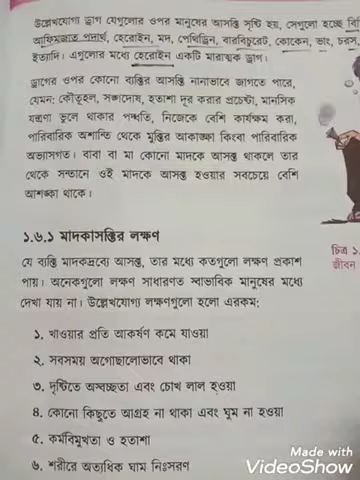 উল্লেখযোগ্য ড্রাগ যেগুলোর ওপর মানুষের আসক্তি সৃষ্টি হয়, সেগুলো হচ্ছে
আফিমজাত পদার্থ, হেরোইন, মদ, পেথিড্রিন, বারবিচুরেট, কোকেন, ভাং, চরস,
ইত্যাদি। এগুলোর মধ্যে হেরোইন একটি মারাত্মক ড্রাগ।
ড্রাগের ওপর কোনো ব্যক্তির আসক্তি নানাভাবে জাগতে পারে,
যেমন: কৌতূহল, সঙ্গদোষ, হতাশা দূর করার প্রচেষ্টা, মানসিক
যন্ত্রণা ভুলে থাকার পদ্ধতি, নিজেকে বেশি কার্যক্ষম করা,
পারিবারিক অশান্তি থেকে মুক্তির আকাঙ্ক্ষা কিংবা পারিবারিক
অভ্যাসগত। বাবা বা মা কোনো মাদকে আসক্ত থাকলে তার
থেকে সন্তানে ওই মাদকে আসক্ত হওয়ার সবচেয়ে বেশি
আশঙ্কা থাকে।
১.৬.১ মাদকাসক্তির লক্ষণ
চিত্র ১.
জীবন
যে ব্যক্তি মাদকদ্রব্যে আসক্ত, তার মধ্যে কতগুলো লক্ষণ প্রকাশ
পায়। অনেকগুলো লক্ষণ সাধারণত স্বাভাবিক মানুষের মধ্যে
দেখা যায় না। উল্লেখযোগ্য লক্ষণগুলো হলো এরকম:
১. খাওয়ার প্রতি আকর্ষণ কমে যাওয়া
২. সবসময় অগোছালোভাবে থাকা
৩. দৃষ্টিতে অস্বচ্ছতা এবং চোখ লাল হওয়া
৪. কোনো কিছুতে আগ্রহ না থাকা এবং ঘুম না হওয়া
৫. কর্মবিমুখতা ও হতাশা
৬. শরীরে অত্যধিক ঘাম নিঃসরণ
Made with
VideoShow